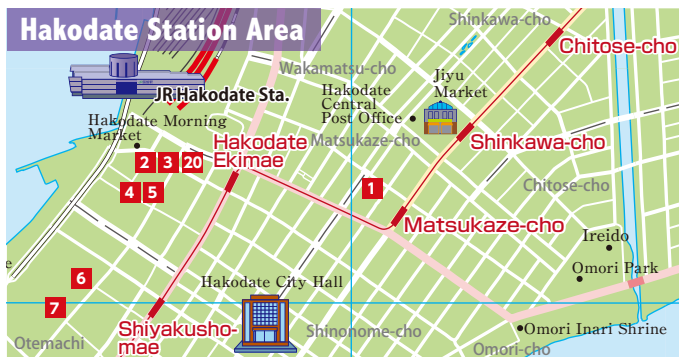 Hakodate Station Area
Shinkawa-cho
Chitose-cho
Wakamatsu-cho
Jiyu
Market
JR Hakodate Sta.
Hakodate
Central
Post Office
Hakodate Morning
Market
Hakodate
Ekimae
Matsukaze-cho
Shinkawa-cho
2 3 20
4 5
1
Chitose-cho
Matsukaze-cho
Ireido
e
6
Hakodate City Hall
Omori Park
7
Shiyakusho-
mae
Shinonome-cho
Omori Inari Shrine
Otemachi
Omori-cho